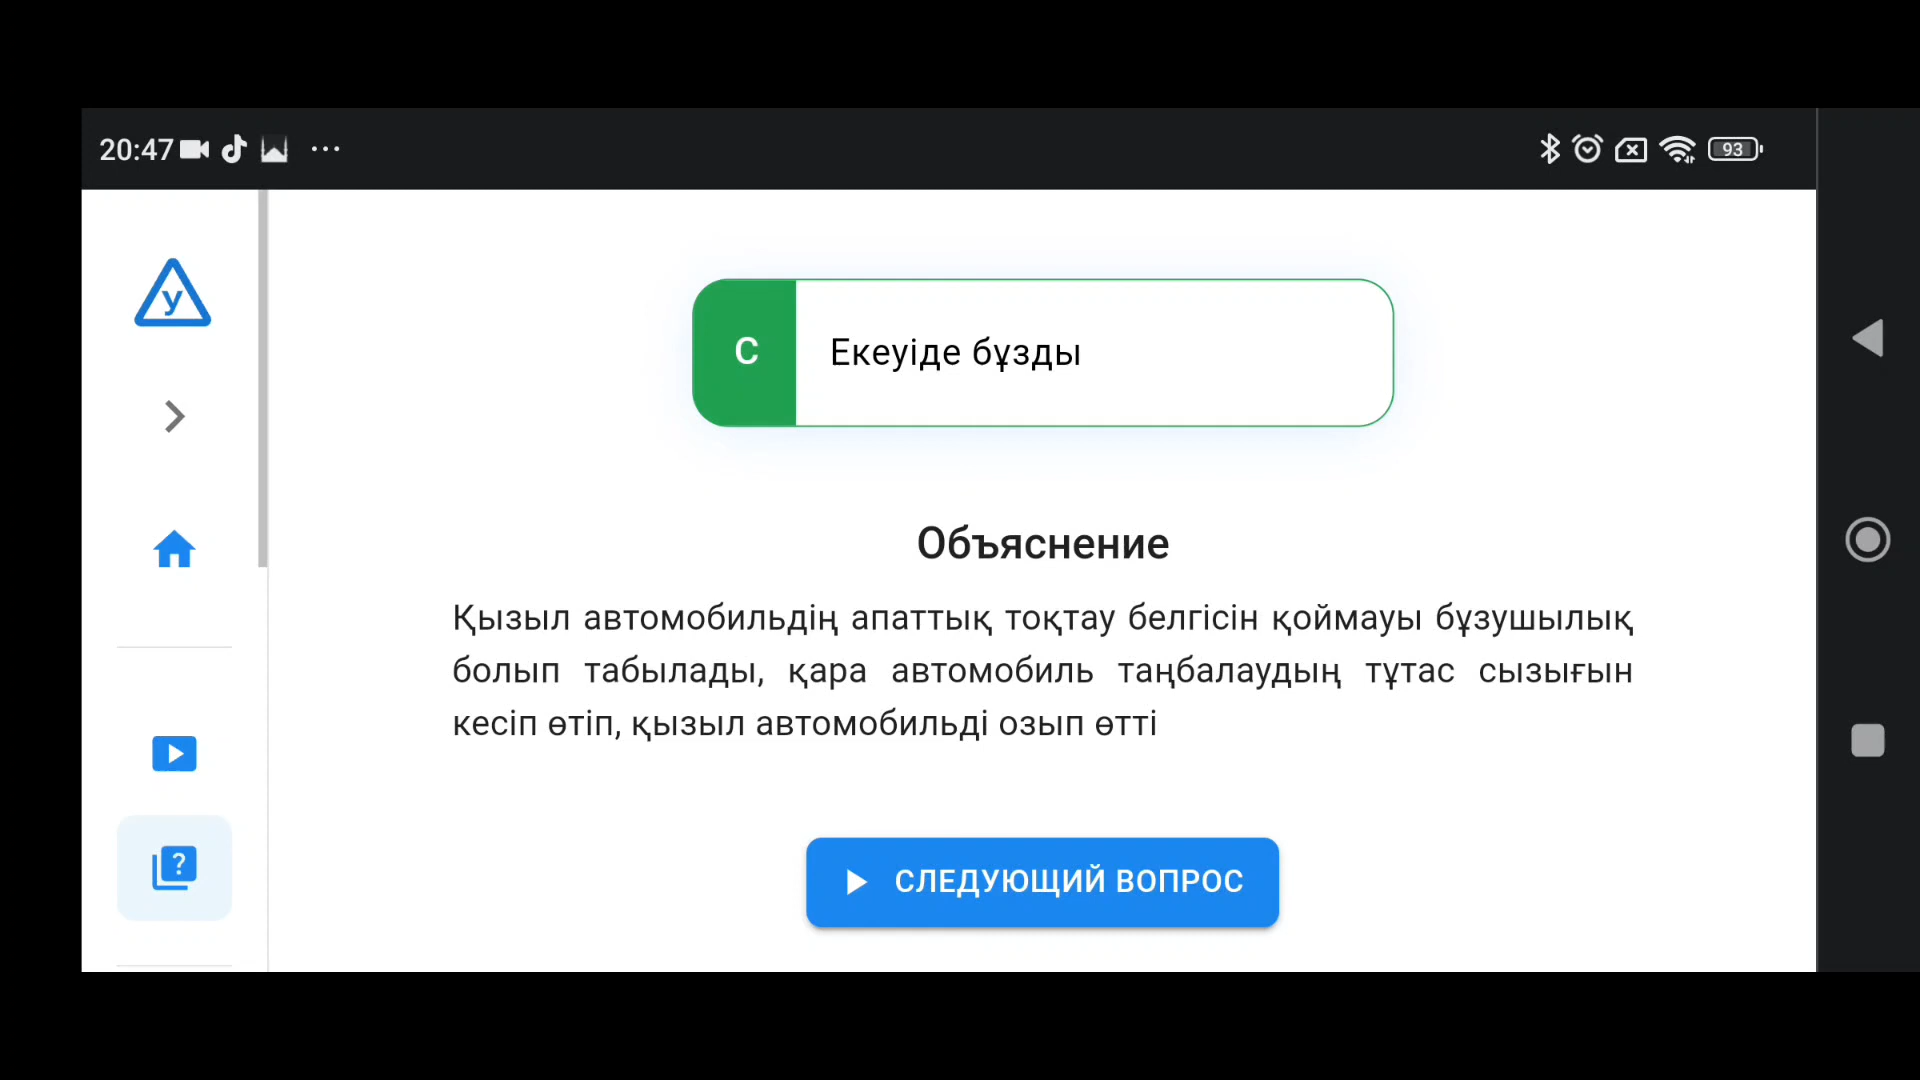 20:47
93
У
C
Екеуіде бұзды
Объяснение
Қызыл автомобильдің апаттық тоқтау белгісін қоймауы бұзушылық
болып табылады, қара автомобиль таңбалаудың тұтас сызығын
кесіп өтіп, қызыл автомобильді озып өтті
?
СЛЕДУЮЩИЙ ВОПРОС